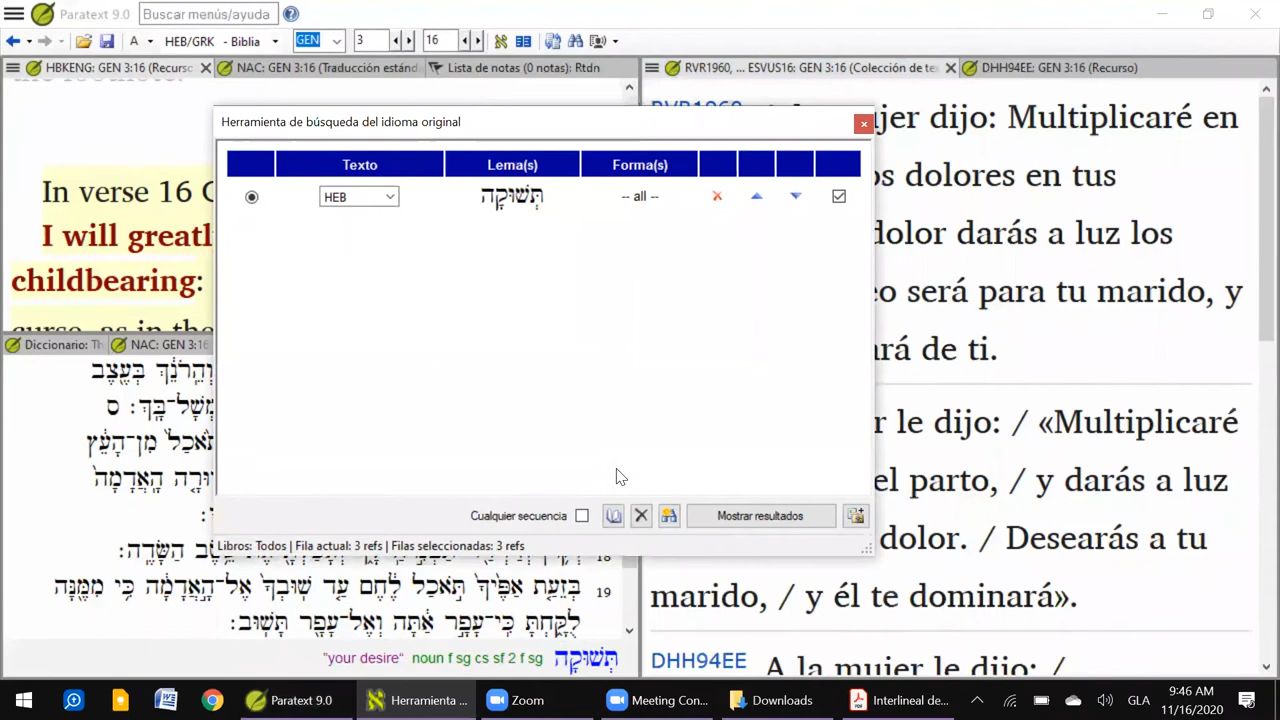 Paratext 9.0
Buscar menús/ayuda
HEB/GRK - Biblia
GEN
3
16
HBKENG: GEN 3:16 (Recurso
NAC: GEN 3:16 (Traducción estánd
Lista de notas (0 notas): Rtdn
RVR1960, ... ESVUS16: GEN 3:16 (Colección de te
DHH94EE: GEN 3:16 (Recurso)
In verse 16 G
I will greatl
childbearing:
curse, as in the
Diccionario: Th
NAC: GEN 3:16
וְהֵֽרֹנֵ֔ךְ בְּעֶ֖צֶב
מְשָׁל־בָּֽךְ׃ ס
תֹּאכַל֙ מִן־הָעֵ֔ץ
Herramienta de búsqueda del idioma original
Texto
Lema(s)
Forma(s)
HEB
תְּשׁוּקָה
-- all --
Cualquier secuencia
Mostrar resultados
Libros: Todos | Fila actual: 3 refs | Filas seleccionadas: 3 refs
18
בְּזֵעַ֤ת אַפֶּ֙יךָ֙ תֹּ֣אכַל לֶ֔חֶם עַ֤ד שֽׁוּבְךָ֙ אֶל־הָ֣אֲדָמָ֔ה כִּ֥י מִמֶּ֖נָּה 19
לֻקָּ֑חְתָּ כִּֽי־עָפָ֣ר אַ֔תָּה וְאֶל־עָפָ֖ר תָּשֽׁוּב׃
"your desire" noun f sg cs sf 2 f sg תְּשׁוּקָה
RVR1960
jer dijo: Multiplicaré en
os dolores en tus
dolor darás a luz los
eo será para tu marido, y
ará de ti.
r le dijo: / «Multiplicaré
el parto, / y darás a luz
dolor. / Desearás a tu
marido, / y él te dominará».
DHH94EE
A la mujer le dijo: /
Paratext 9.0
Herramienta ...
Zoom
Meeting Con...
Downloads
Interlineal de...
GLA
9:46 AM
11/16/2020